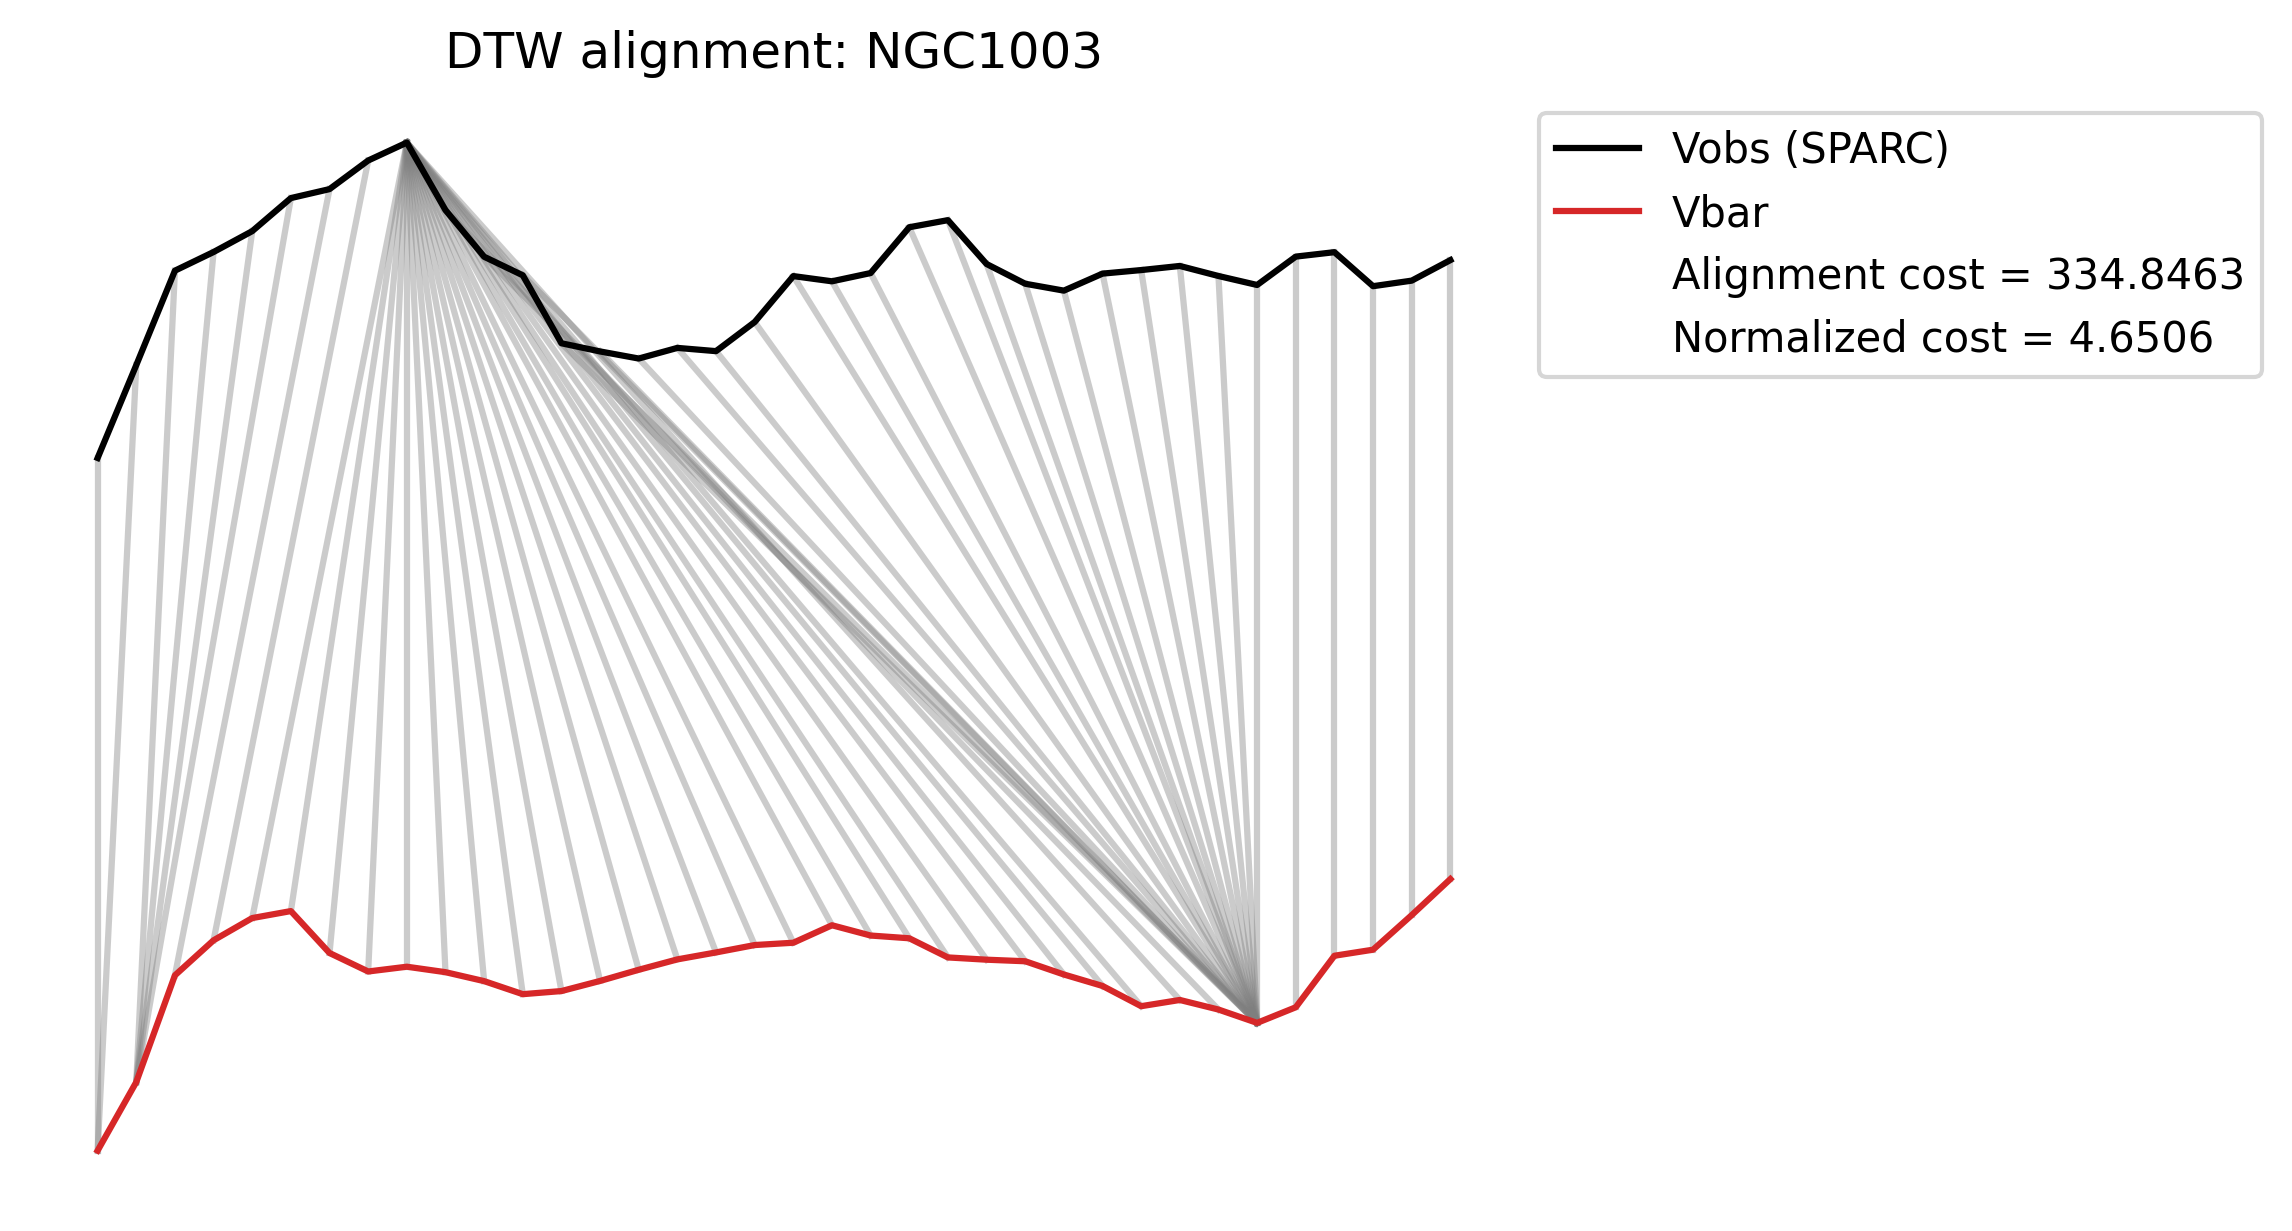 DTW alignment: NGC1003
Vobs (SPARC)
Vbar
Alignment cost = 334.8463
Normalized cost = 4.6506